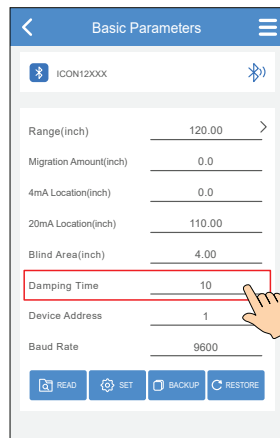 Basic Parameters
ICON12XXX
Range(inch) 120.00
Migration Amount(inch) 0.0
4mA Location(inch) 0.0
20mA Location(inch) 110.00
Blind Area(inch) 4.00
Damping Time 10
Device Address 1
Baud Rate 9600
READ SET BACKUP RESTORE